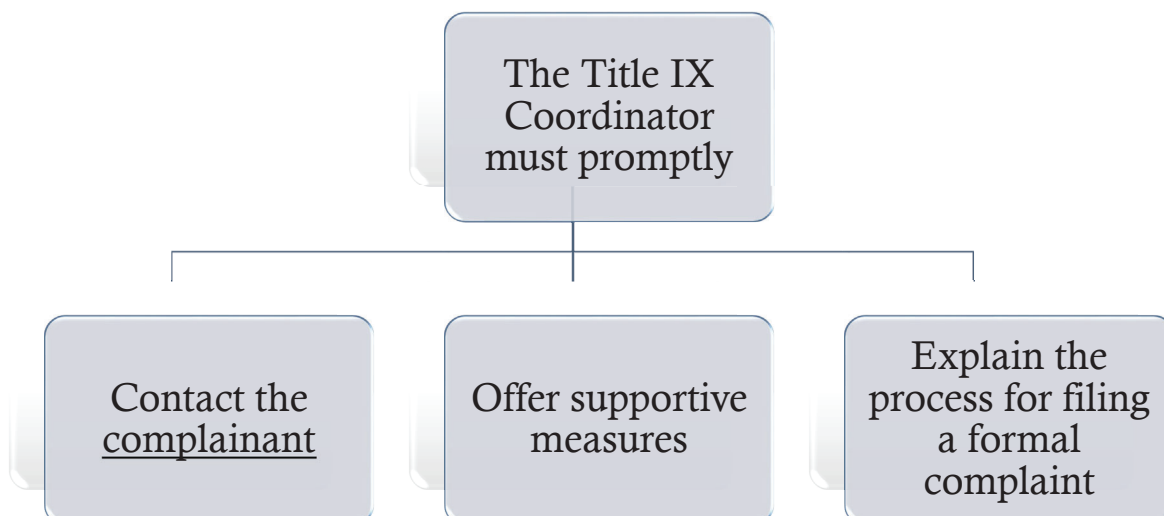 The Title IX
Coordinator
must promptly
Contact the
complainant
Offer supportive
measures
Explain the
process for filing
a formal
complaint